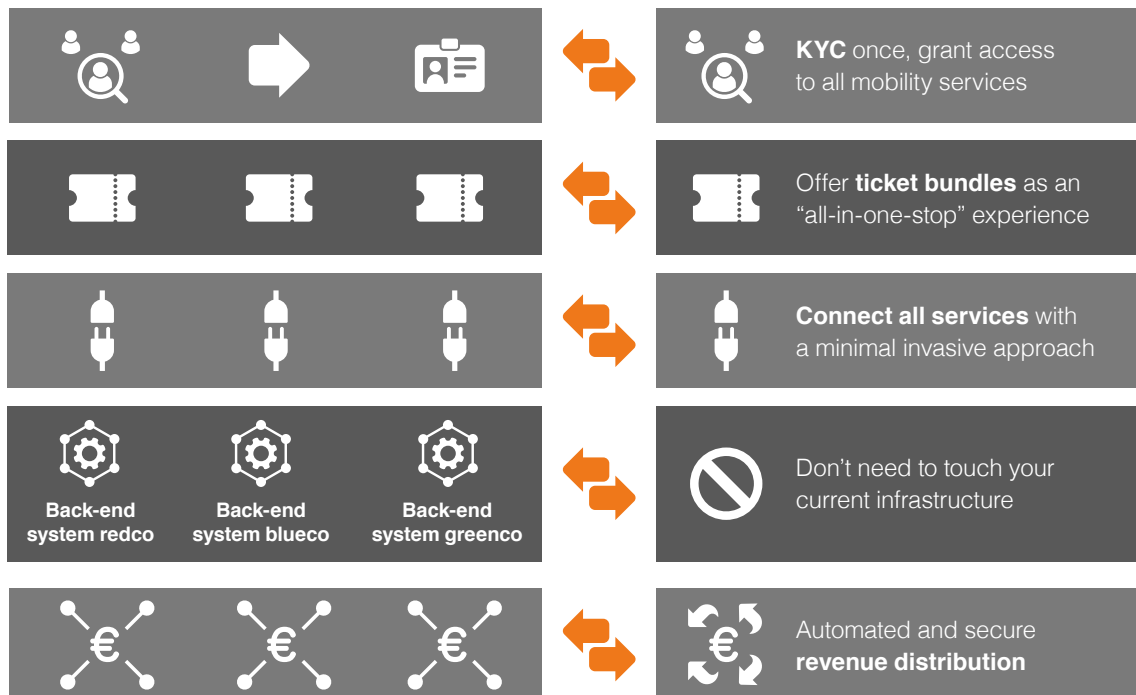 KYC once, grant access
to all mobility services
Offer ticket bundles as an
“all-in-one-stop” experience
Connect all services with
a minimal invasive approach
Back-end
system redco
Back-end
system blueco
Back-end
system greenco
Don’t need to touch your
current infrastructure
€
€
€
€
Automated and secure
revenue distribution